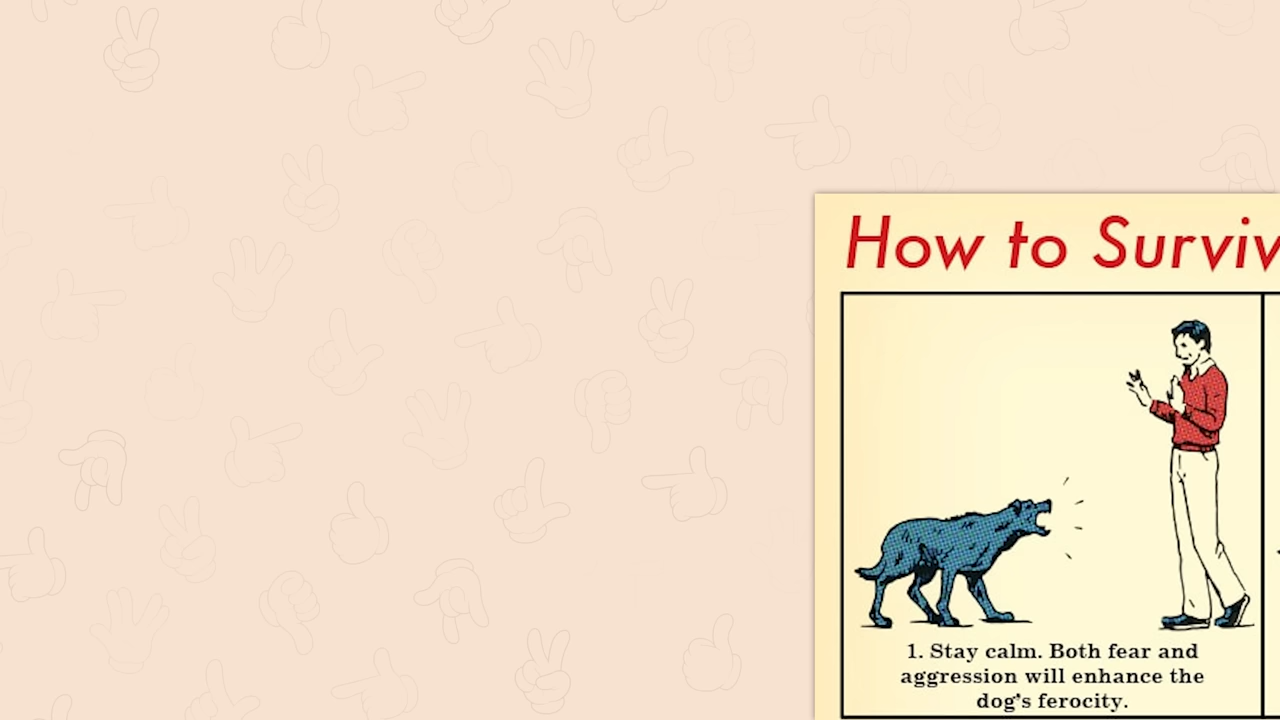 How to Surviv
1. Stay calm. Both fear and
aggression will enhance the
dog's ferocity.